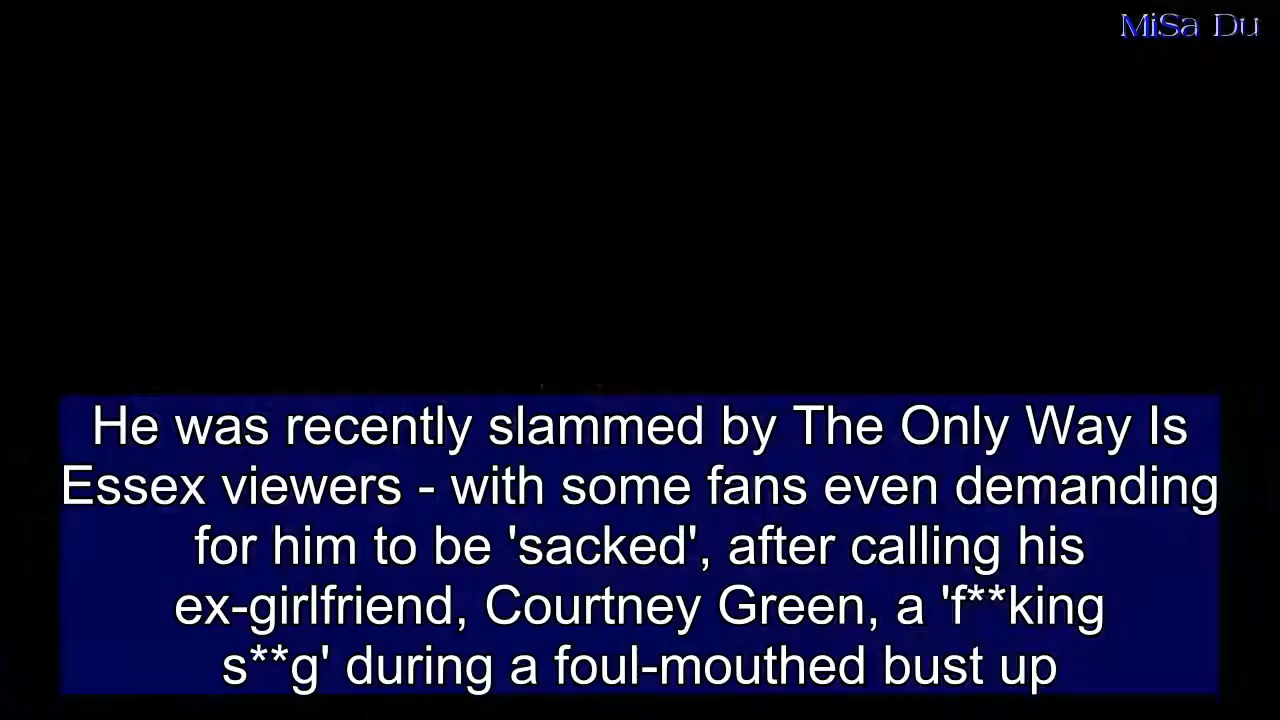 MiSa Du
He was recently slammed by The Only Way Is
Essex viewers - with some fans even demanding
for him to be 'sacked', after calling his
ex-girlfriend, Courtney Green, a 'f**king
s**g' during a foul-mouthed bust up